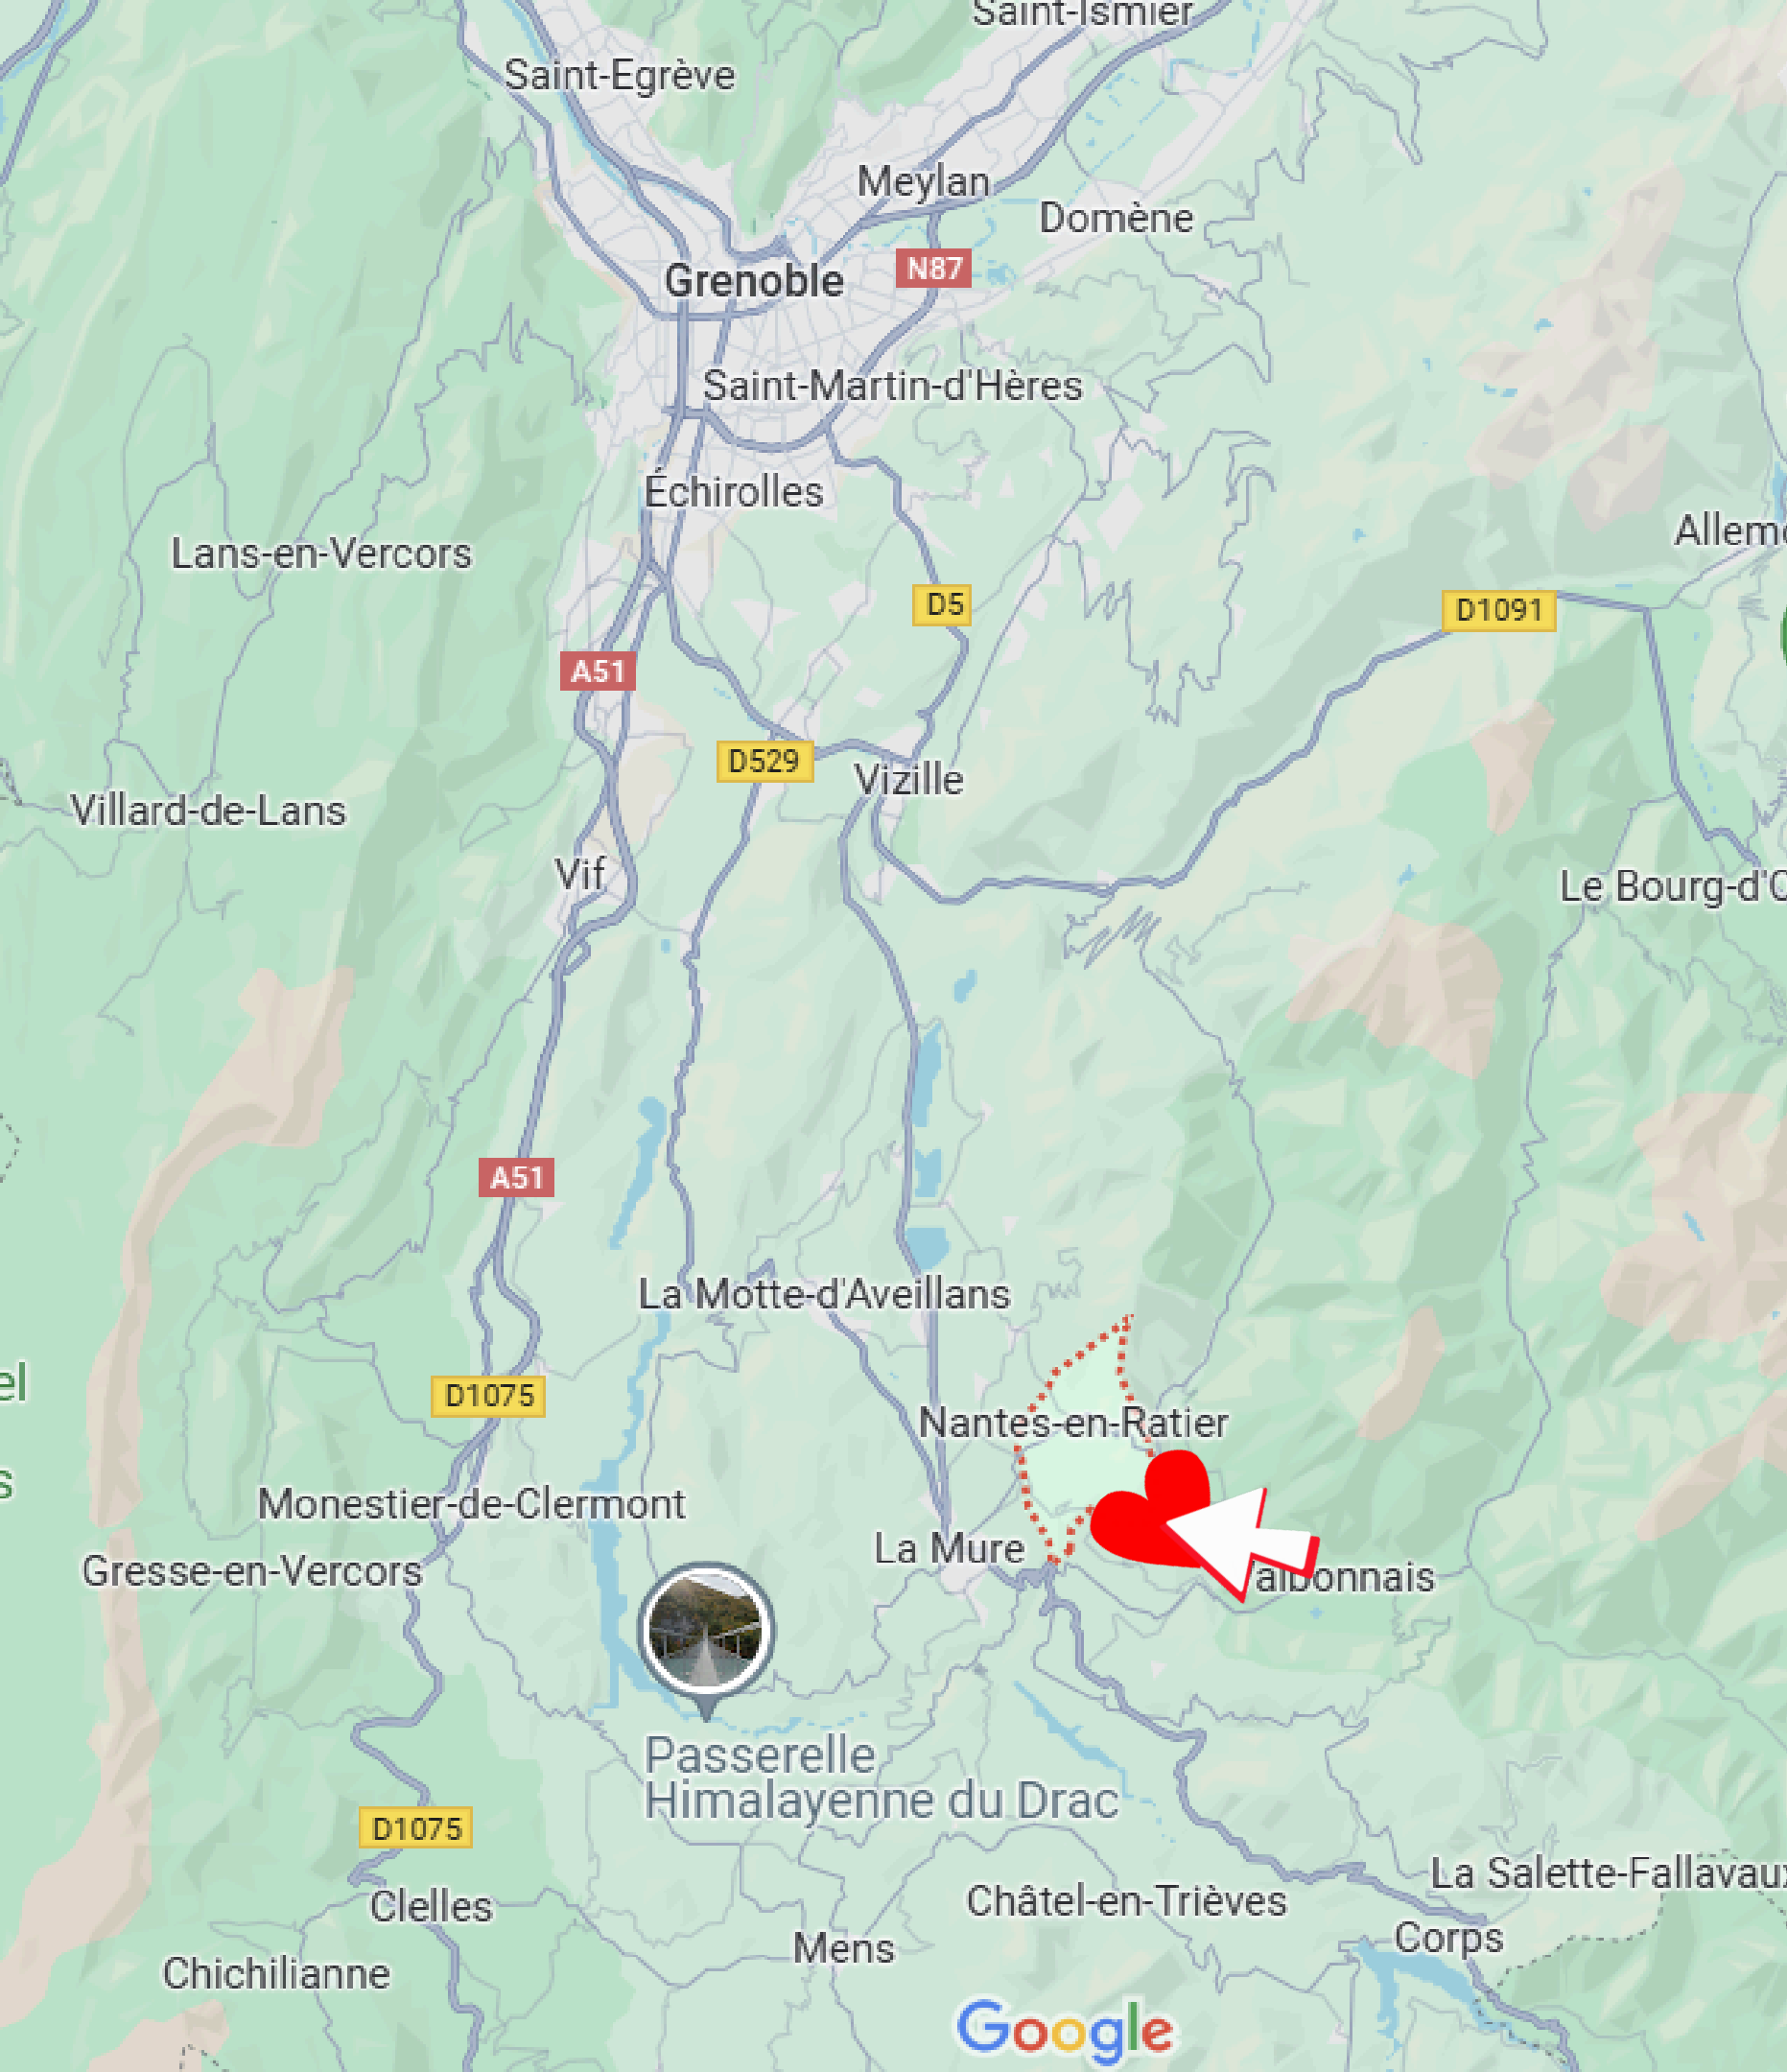 Saint-Ismier
Saint-Egrève
Meylan
Domène
N87
Grenoble
Saint-Martin-d'Hères
Échirolles
Lans-en-Vercors
Allemo
D5
D1091
A51
D529
Vizille
Villard-de-Lans
Vif
Le Bourg-d'O
A51
La Motte-d'Aveillans
el
D1075
Nantes-en-Ratier
s
Monestier-de-Clermont
La Mure
Gresse-en-Vercors
albonnais
Passerelle
Himalayenne du Drac
D1075
La Salette-Fallavaux
Clelles
Châtel-en-Trièves
Corps
Mens
Chichilianne
Google